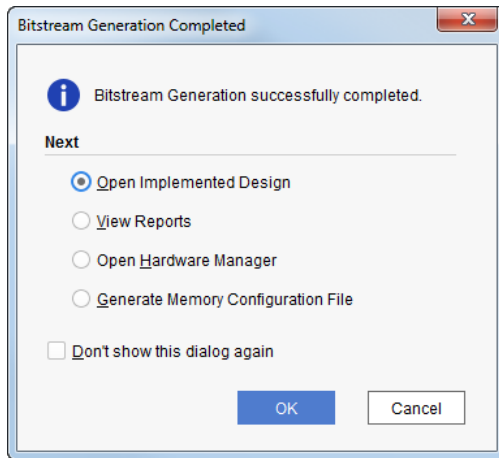 Bitstream Generation Completed
Bitstream Generation successfully completed.
Next
Open Implemented Design
View Reports
Open Hardware Manager
Generate Memory Configuration File
Don't show this dialog again
OK
Cancel